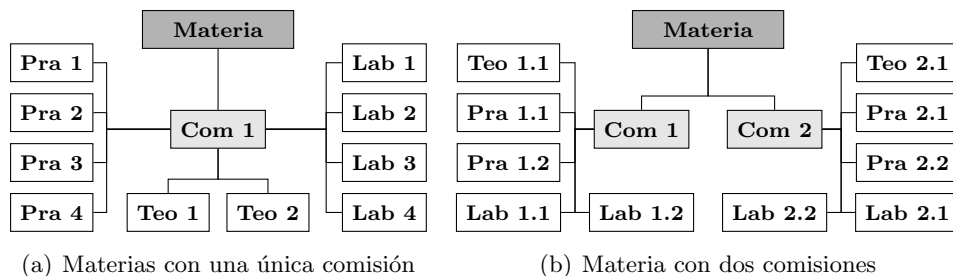 Materia
Pra 1
Pra 2
Pra 3
Pra 4
Com 1
Teo 1
Teo 2
Lab 1
Lab 2
Lab 3
Lab 4
(a) Materias con una única comisión
Materia
Teo 1.1
Pra 1.1
Pra 1.2
Lab 1.1
Lab 1.2
Com 1
Com 2
Teo 2.1
Pra 2.1
Pra 2.2
Lab 2.2
Lab 2.1
(b) Materia con dos comisiones